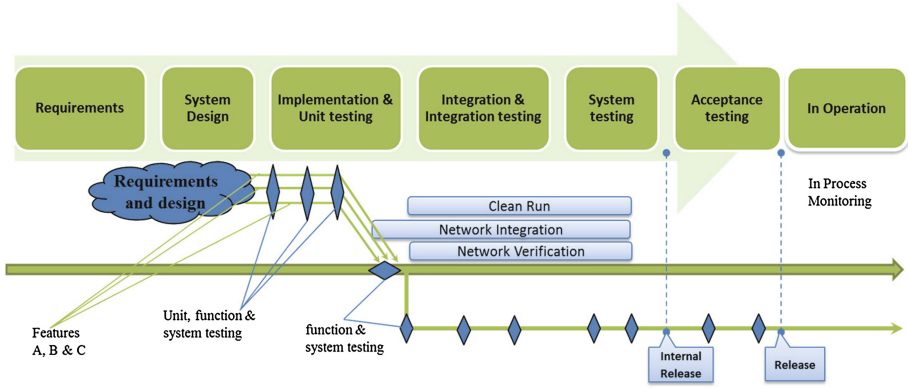 Requirements
System
Design
Implementation &
Unit testing
Integration &
Integration testing
System
testing
Acceptance
testing
In Operation
Requirements
and design
In Process
Monitoring
Clean Run
Network Integration
Network Verification
Features
A, B & C
Unit, function &
system testing
function &
system testing
Internal
Release
Release